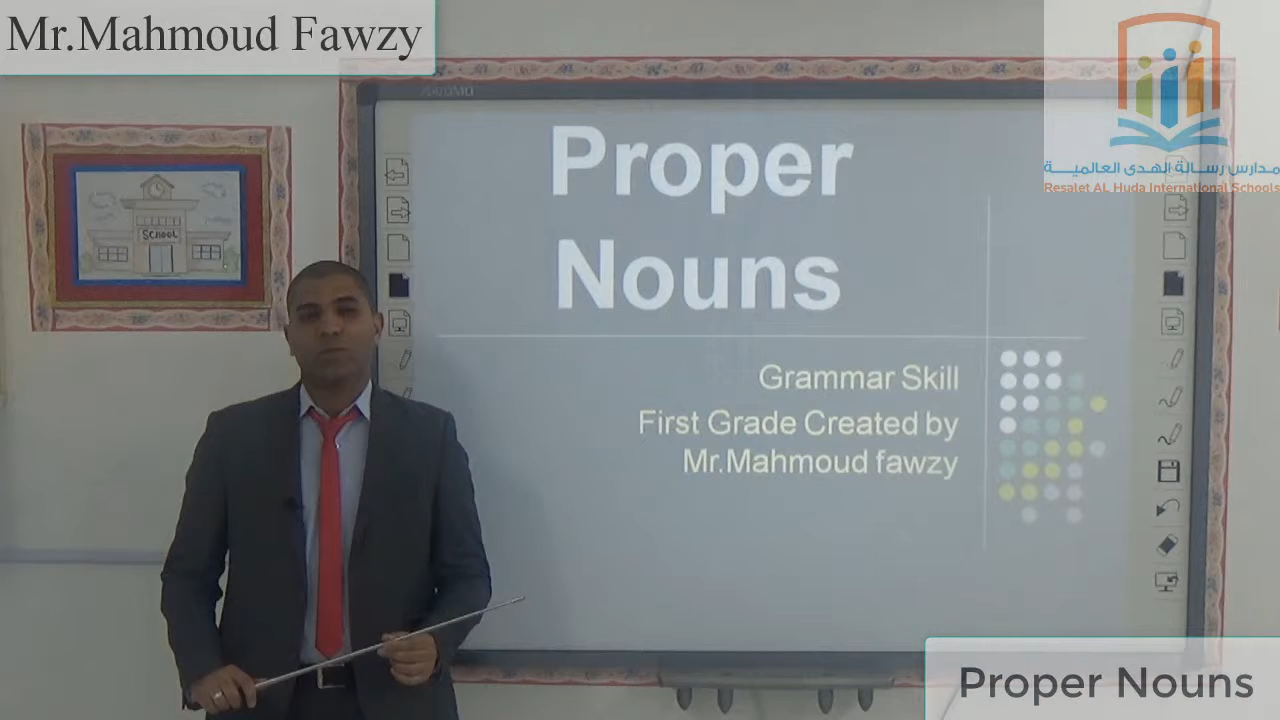 Mr.Mahmoud Fawzy
مدارس رسالة الهدى العالمية
Resalet AL Huda International Schools
SCHOOL
Proper
Nouns
Grammar Skill
First Grade Created by
Mr.Mahmoud fawzy
Proper Nouns